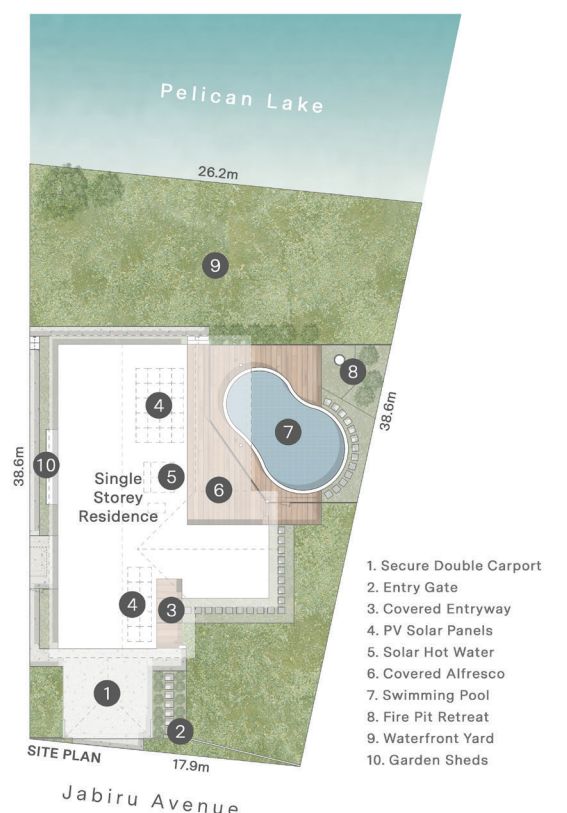 Pelican Lake
26.2m
9
8
4
7
38.6m
38.6m
10
5
6
Single
Storey
Residence
4
3
1
2
SITE PLAN
17.9m
Jabiru Avenue
1. Secure Double Carport
2. Entry Gate
3. Covered Entryway
4. PV Solar Panels
5. Solar Hot Water
6. Covered Alfresco
7. Swimming Pool
8. Fire Pit Retreat
9. Waterfront Yard
10. Garden Sheds